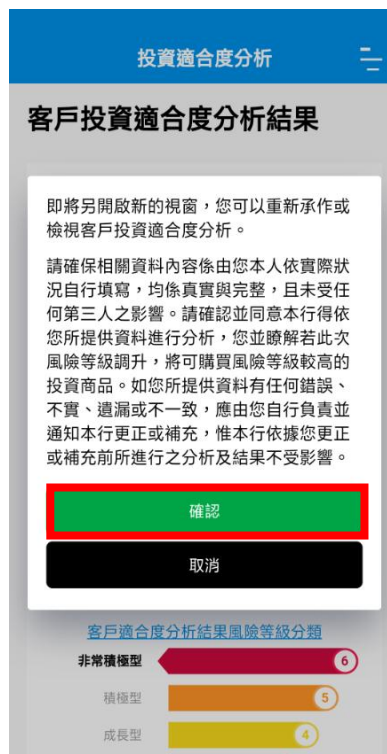 投資適合度分析
客戶投資適合度分析結果
即將另開啟新的視窗，您可以重新承作或
檢視客戶投資適合度分析。
請確保相關資料內容係由您本人依實際狀
況自行填寫，均係真實與完整，且未受任
何第三人之影響。請確認並同意本行得依
您所提供資料進行分析，您並瞭解若此次
風險等級調升，將可購買風險等級較高的
投資商品。如您所提供資料有任何錯誤、
不實、遺漏或不一致，應由您自行負責並
通知本行更正或補充，惟本行依據您更正
或補充前所進行之分析及結果不受影響。
確認
取消
客戶適合度分析結果風險等級分類
非常積極型 6
積極型 5
成長型 4